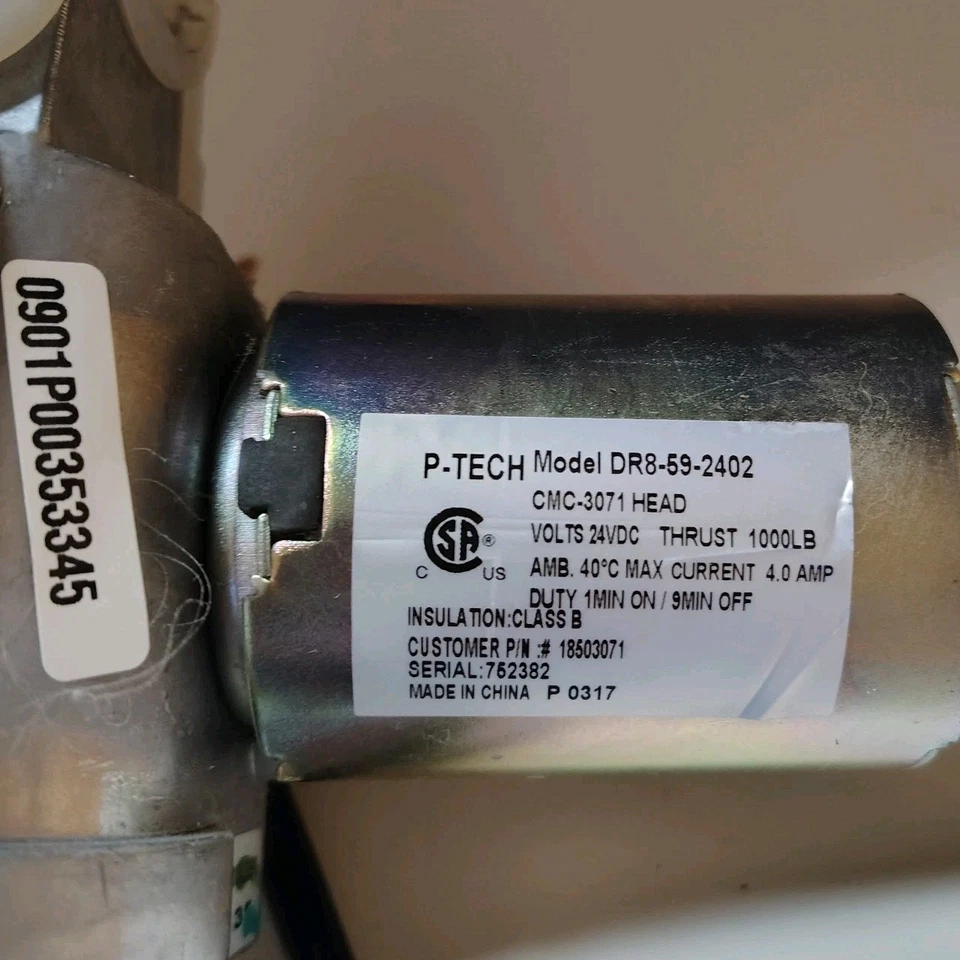 0901P00353345
P-TECH Model DR8-59-2402
CMC-3071 HEAD
VOLTS 24VDC THRUST 1000LB
AMB. 40°C MAX CURRENT 4.0 AMP
DUTY 1MIN ON / 9MIN OFF
CSA®
C US
INSULATION:CLASS B
CUSTOMER P/N :# 18503071
SERIAL:752382
MADE IN CHINA P 0317